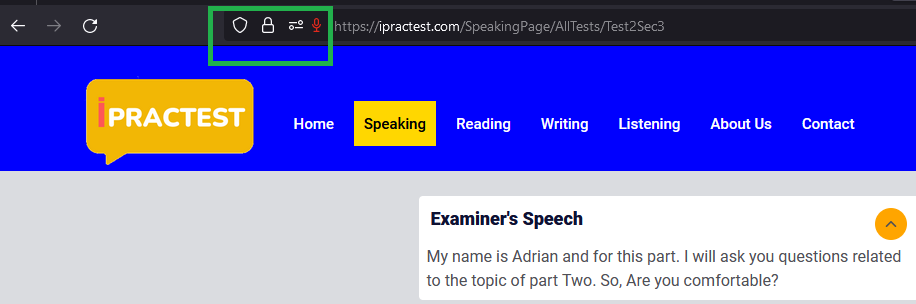 https://ipractest.com/SpeakingPage/AllTests/Test2Sec3
iPRACTEST
Home Speaking Reading Writing Listening About Us Contact
Examiner's Speech
My name is Adrian and for this part. I will ask you questions related
to the topic of part Two. So, Are you comfortable?